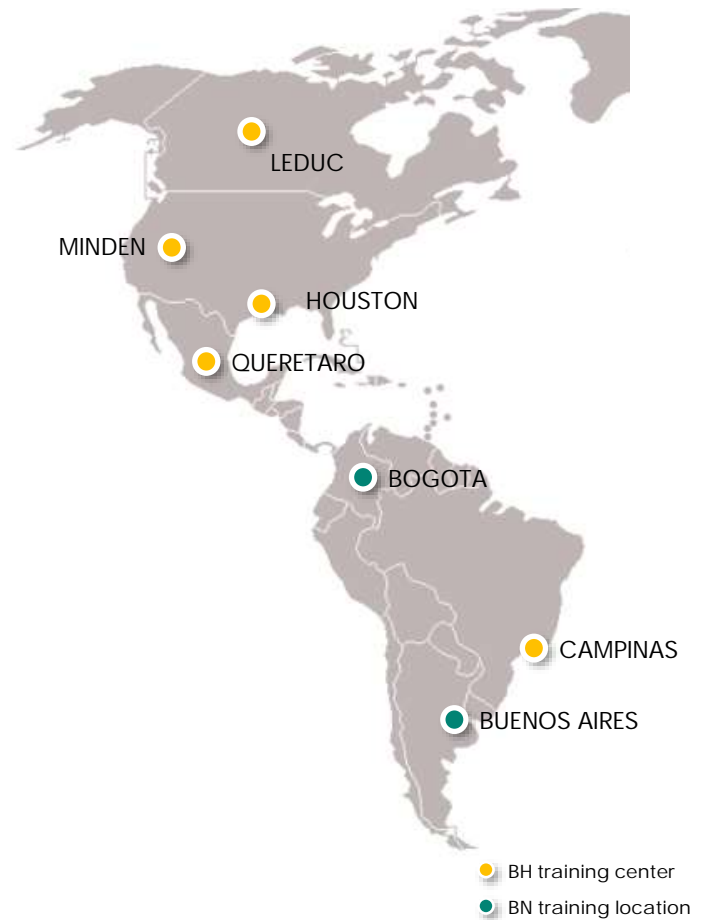 LEDUC
MINDEN
HOUSTON
QUERETARO
BOGOTA
CAMPINAS
BUENOS AIRES
BH training center
BN training location